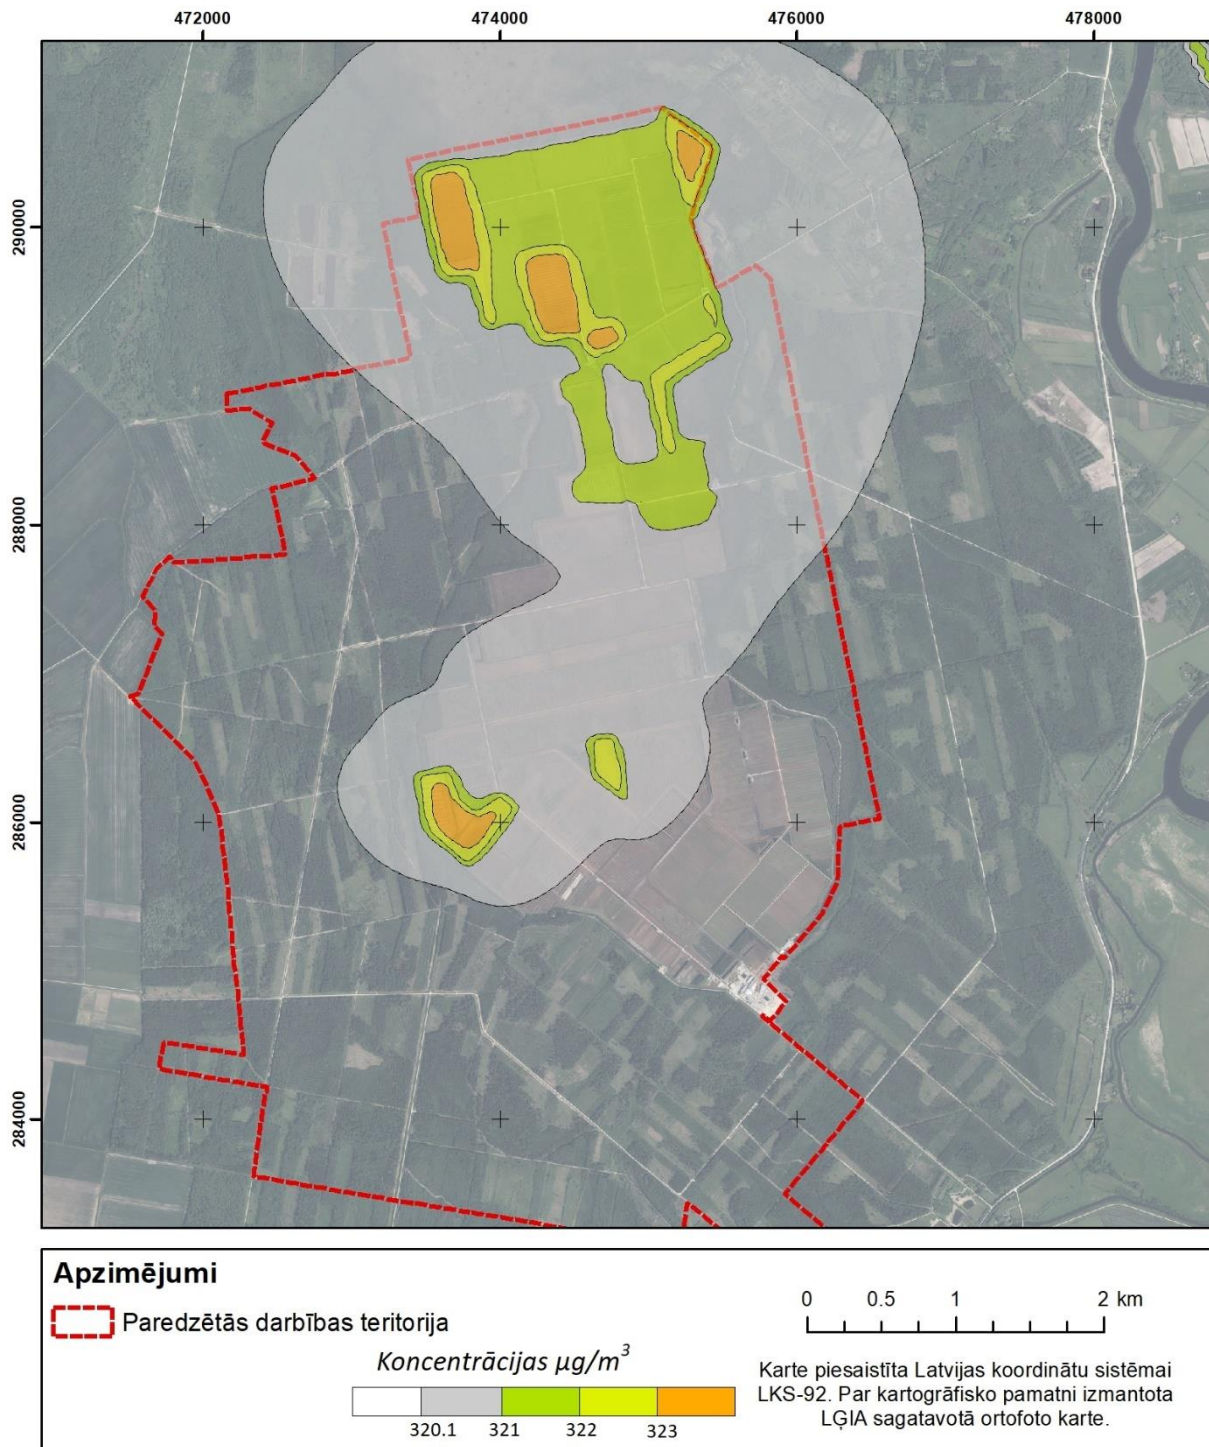 472000 474000 476000 478000
290000
288000
286000
284000
Apzīmējumi
Paredzētās darbības teritorija
0 0.5 1 2 km
Koncentrācijas µg/m³
320.1 321 322 323
Karte piesaistīta Latvijas koordinātu sistēmai
LKS-92. Par kartogrāfisko pamatni izmantota
LĢIA sagatavotā ortofoto karte.